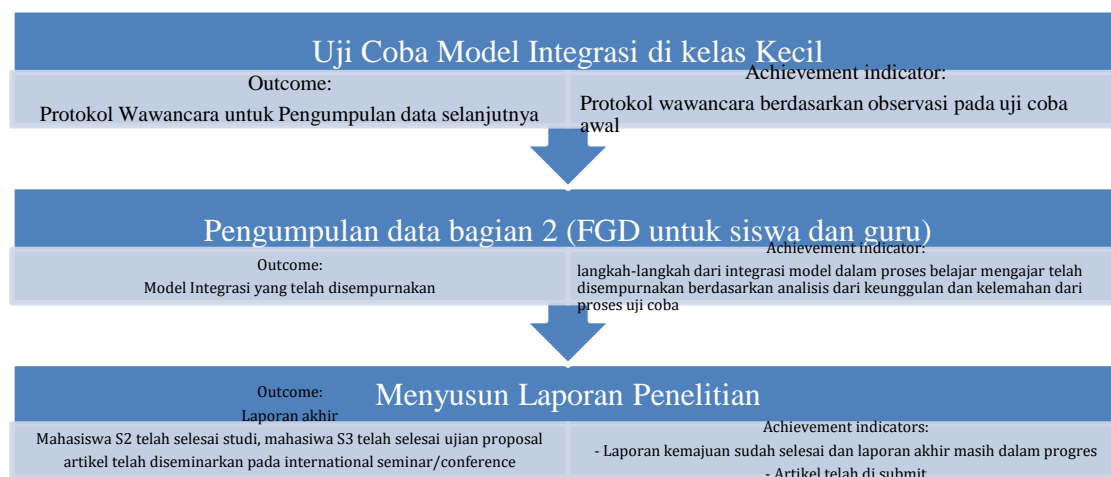 Uji Coba Model Integrasi di kelas Kecil
Outcome:
Protokol Wawancara untuk Pengumpulan data selanjutnya
Achievement indicator:
Protokol wawancara berdasarkan observasi pada uji coba
awal
Pengumpulan data bagian 2 (FGD untuk siswa dan guru)
Outcome:
Model Integrasi yang telah disempurnakan
Achievement indicator:
langkah-langkah dari integrasi model dalam proses belajar mengajar telah
disempurnakan berdasarkan analisis dari keunggulan dan kelemahan dari
proses uji coba
Menyusun Laporan Penelitian
Outcome:
Laporan akhir
Mahasiswa S2 telah selesai studi, mahasiwa S3 telah selesai ujian proposal
artikel telah diseminarkan pada international seminar/conference
Achievement indicators:
- Laporan kemajuan sudah selesai dan laporan akhir masih dalam progres
- Artikel telah di submit